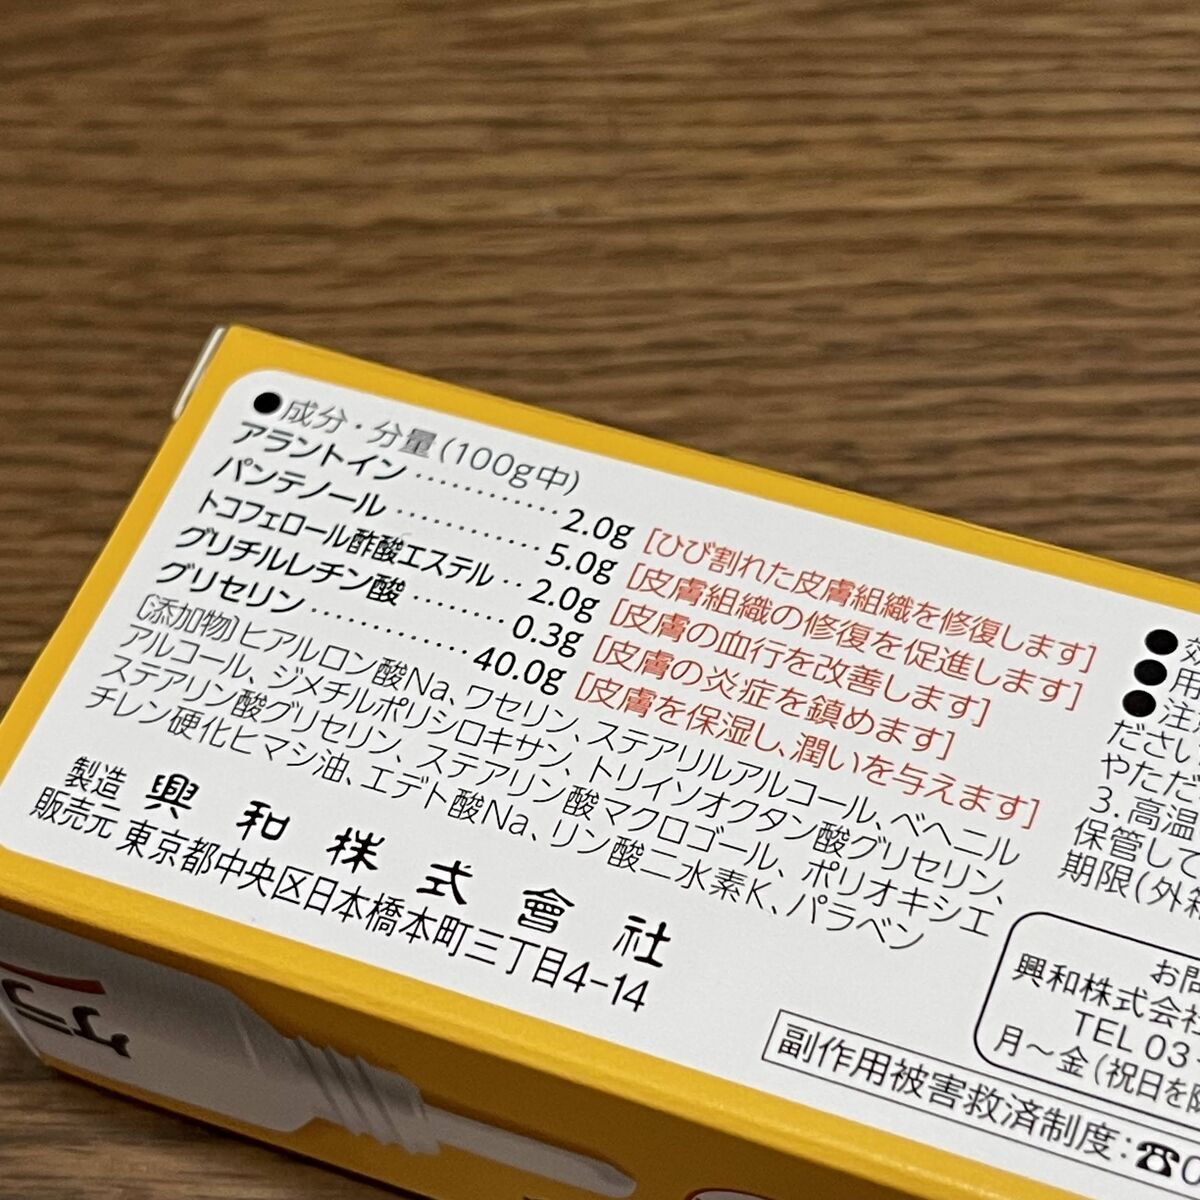 ●成分・分量(100g中)
アラントイン…………2.0g [ひび割れた皮膚組織を修復します]
パンテノール…………5.0g [皮膚組織の修復を促進します]
トコフェロール酢酸エステル‥2.0g [皮膚の血行を改善します]
グリチルレチン酸………0.3g [皮膚の炎症を鎮めます]
グリセリン……………40.0g [皮膚を保湿し、潤いを与えます]
[添加物]ヒアルロン酸Na、ワセリン、ステアリルアルコール、ベヘニル
アルコール、ジメチルポリシロキサン、トリイソオクタン酸グリセリン、
ステアリン酸グリセリン、ステアリン酸マクロゴール、ポリオキシエ
チレン硬化ヒマシ油、エデト酸Na、リン酸二水素K、パラベン
製造
販売元 興和株式會社
東京都中央区日本橋本町三丁目4-14
●効
●用
●注
ださい
やただ
3.高温
保管して
期限(外箱
お問
興和株式会社
TEL 03-
月～金(祝日を除
副作用被害救済制度:☎0
ケラ